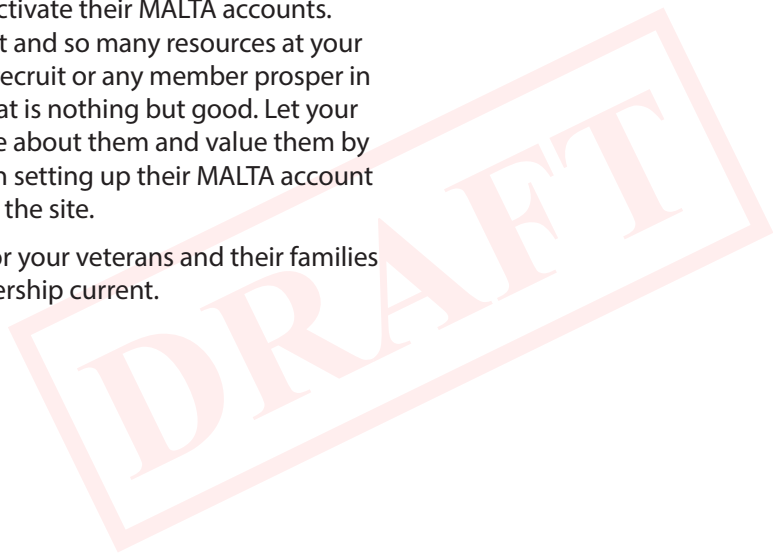 ctivate their MALTA accounts.
t and so many resources at your
recruit or any member prosper in
at is nothing but good. Let your
e about them and value them by
n setting up their MALTA account
the site.
or your veterans and their families
ership current.
DRAFT